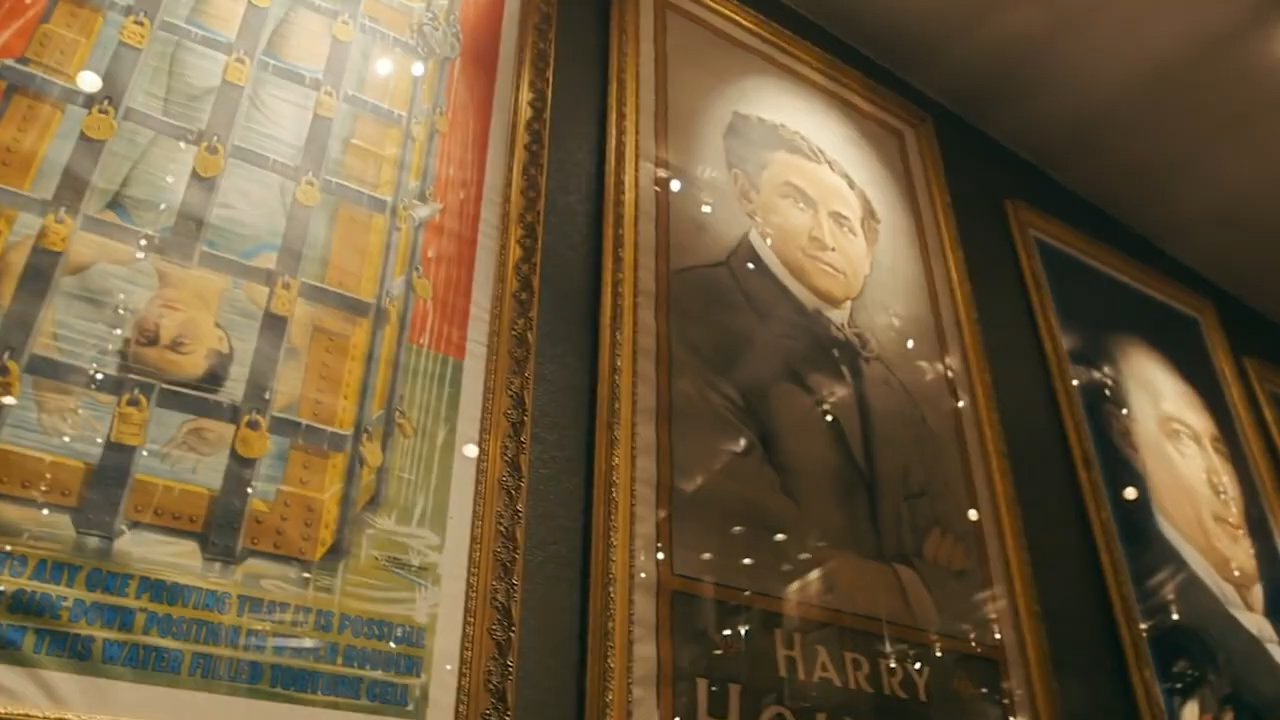 TO ANY ONE PROVING THAT IT IS POSSIBLE
SIDE DOWN" POSITION IN WHICH HOUDINI
THIS WATER FILLED TORTURE CELL
HARRY